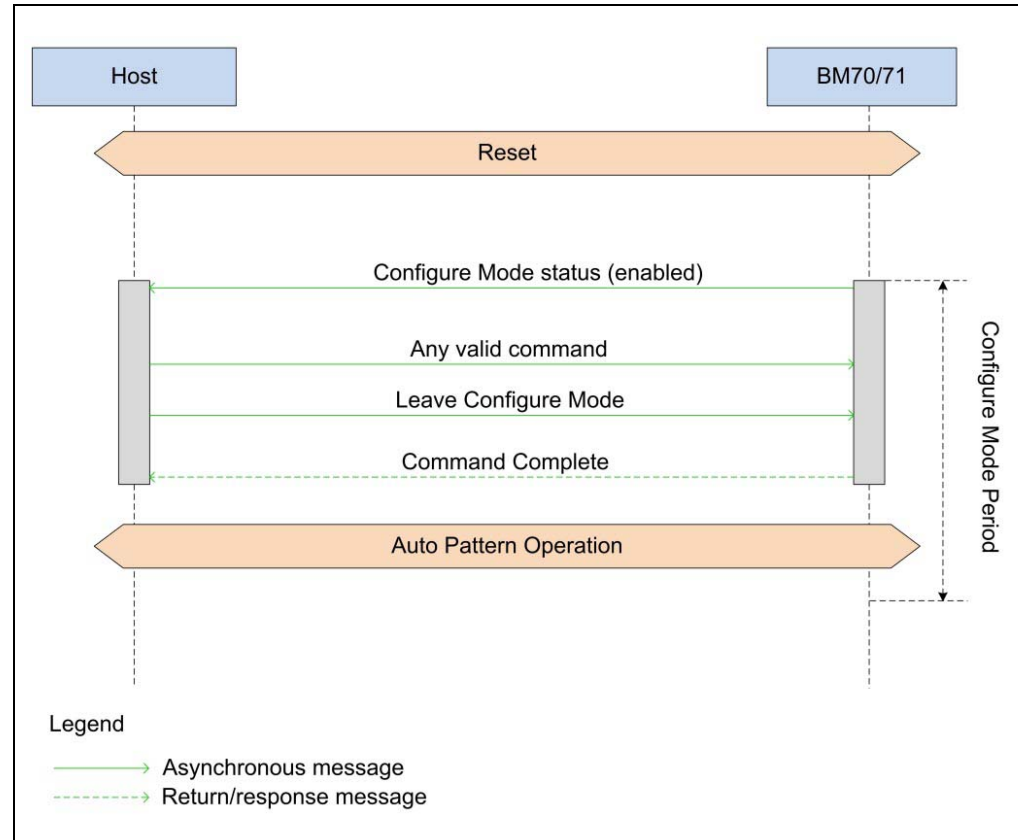 Host
BM70/71
Reset
Configure Mode status (enabled)
Any valid command
Leave Configure Mode
Command Complete
Configure Mode Period
Auto Pattern Operation
Legend
Asynchronous message
Return/response message